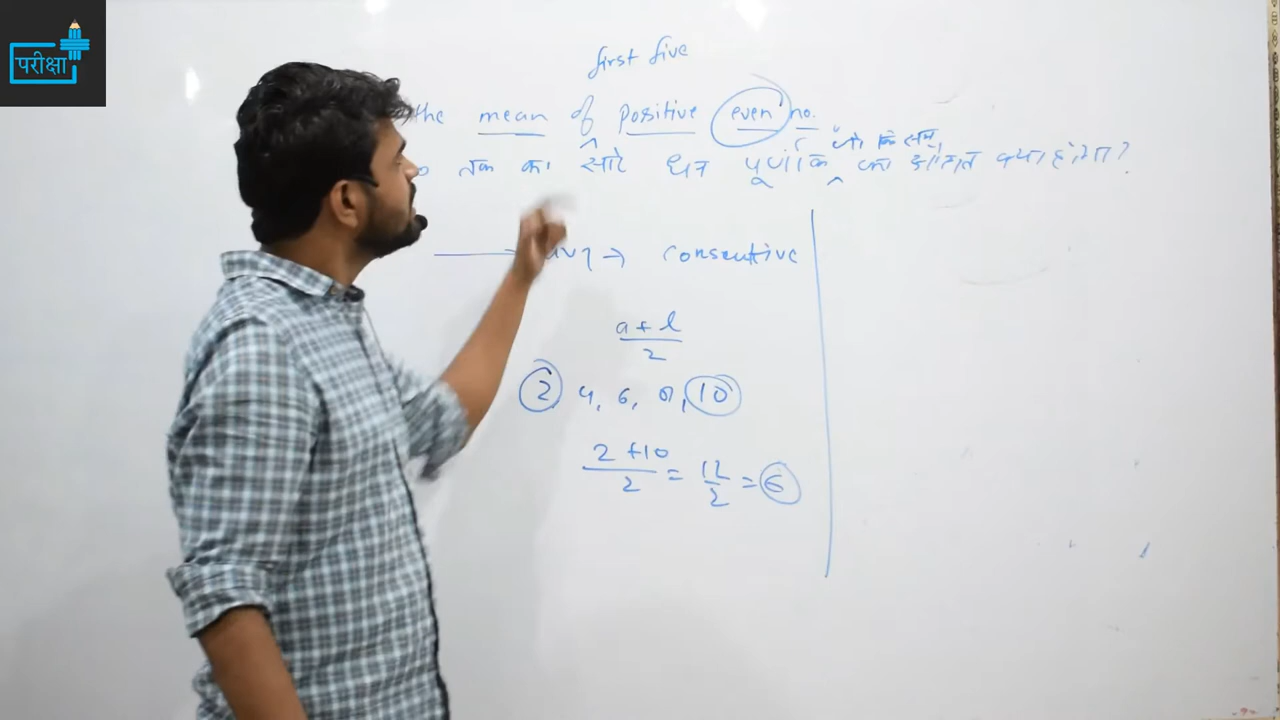 परीक्षा
first five
the mean of positive even no.
तक का सारे धन पूर्णांक का औसत क्या होगा?
avg → consecutive
a+l
2
2 4, 6, 8, 10
2+10/2 = 12/2 = 6